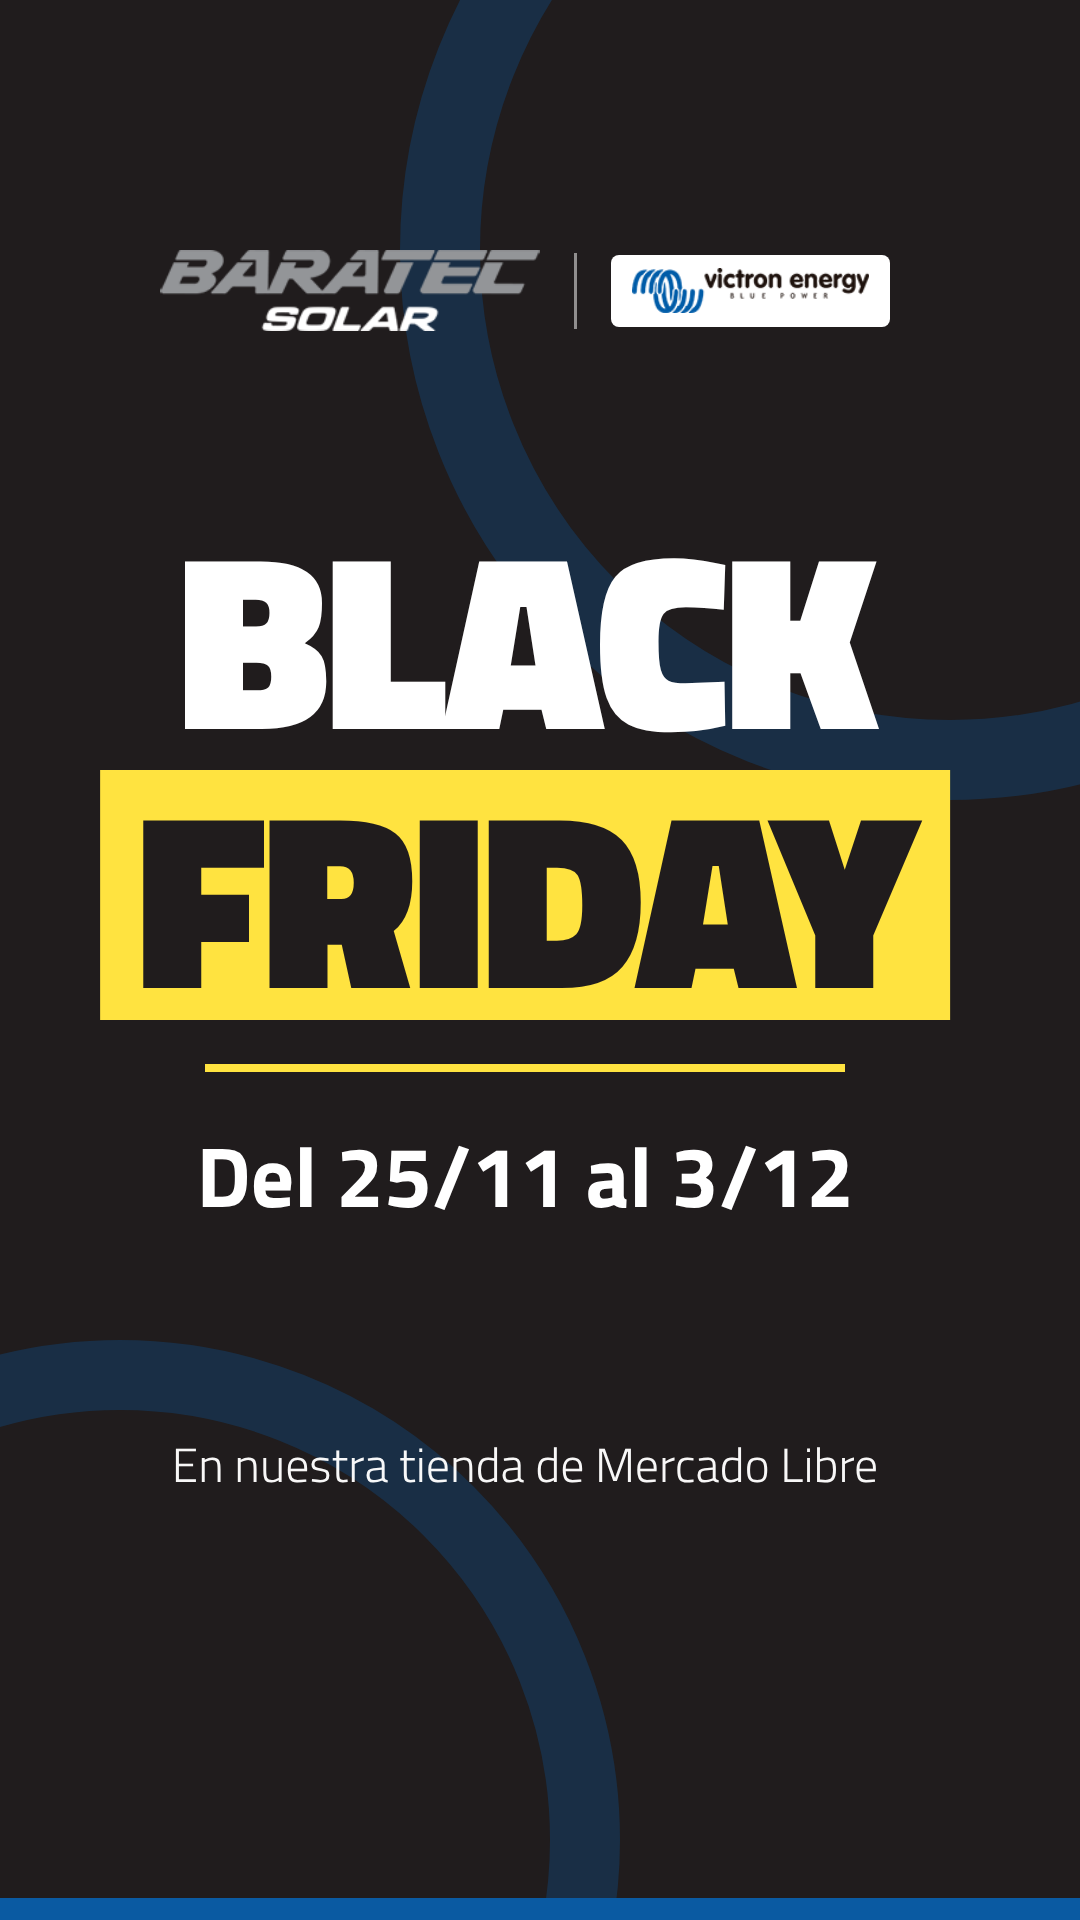 BARATEC
SOLAR
victron energy
BLUE POWER
BLACK
FRIDAY
Del 25/11 al 3/12
En nuestra tienda de Mercado Libre